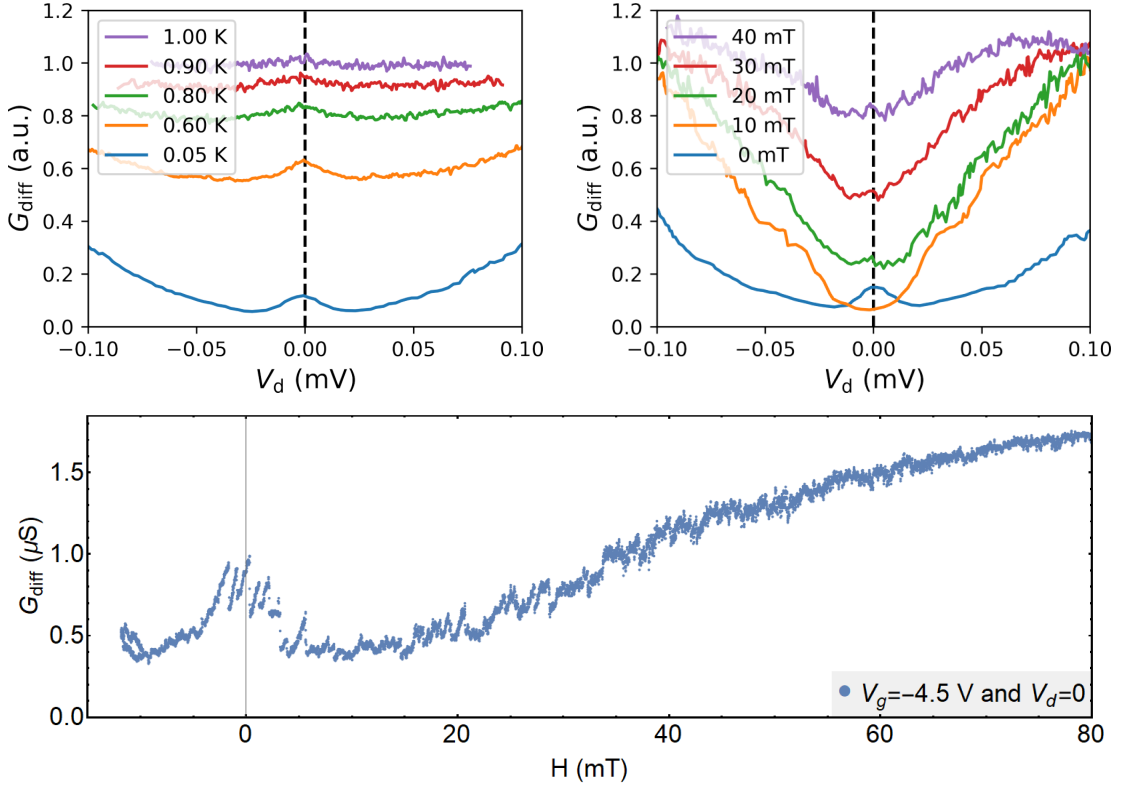 1.2
1.0
0.8
0.6
0.4
0.2
0.0
G_diff (a.u.)
1.00 K
0.90 K
0.80 K
0.60 K
0.05 K
−0.10 −0.05 0.00 0.05 0.10
V_d (mV)
1.2
1.0
0.8
0.6
0.4
0.2
0.0
G_diff (a.u.)
40 mT
30 mT
20 mT
10 mT
0 mT
−0.10 −0.05 0.00 0.05 0.10
V_d (mV)
1.5
1.0
0.5
0.0
G_diff (μS)
V_g=−4.5 V and V_d=0
0 20 40 60 80
H (mT)